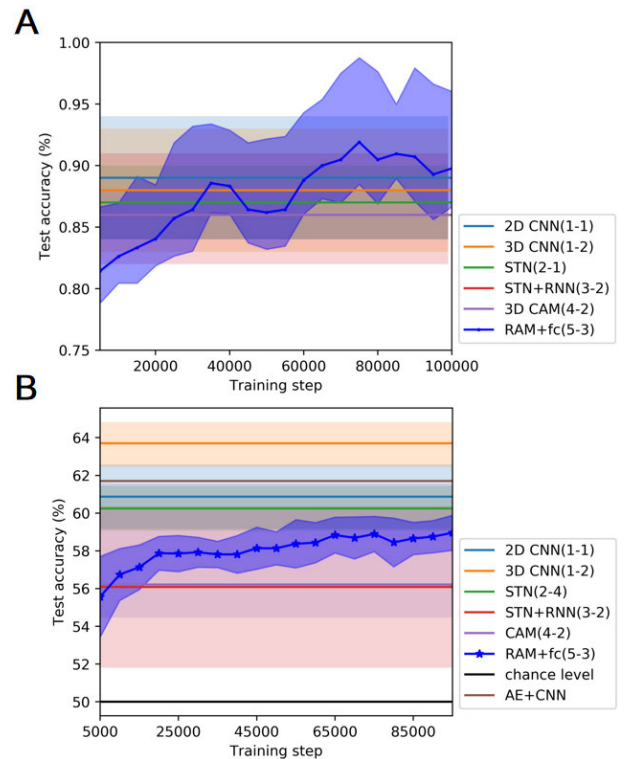 A
1.00
0.95
0.90
0.85
0.80
0.75
Test accuracy (%)
20000 40000 60000 80000 100000
Training step
2D CNN(1-1)
3D CNN(1-2)
STN(2-1)
STN+RNN(3-2)
3D CAM(4-2)
RAM+fc(5-3)
B
64
62
60
58
56
54
52
50
Test accuracy (%)
5000 25000 45000 65000 85000
Training step
2D CNN(1-1)
3D CNN(1-2)
STN(2-4)
STN+RNN(3-2)
CAM(4-2)
RAM+fc(5-3)
chance level
AE+CNN